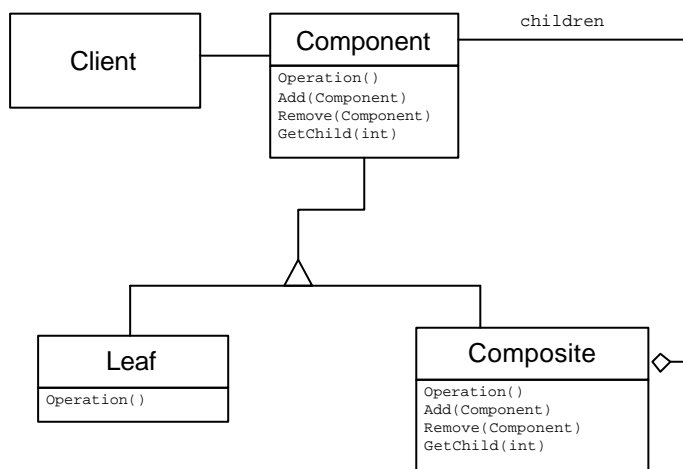 children
Client
Component
Operation()
Add(Component)
Remove(Component)
GetChild(int)
Leaf
Operation()
Composite
Operation()
Add(Component)
Remove(Component)
GetChild(int)